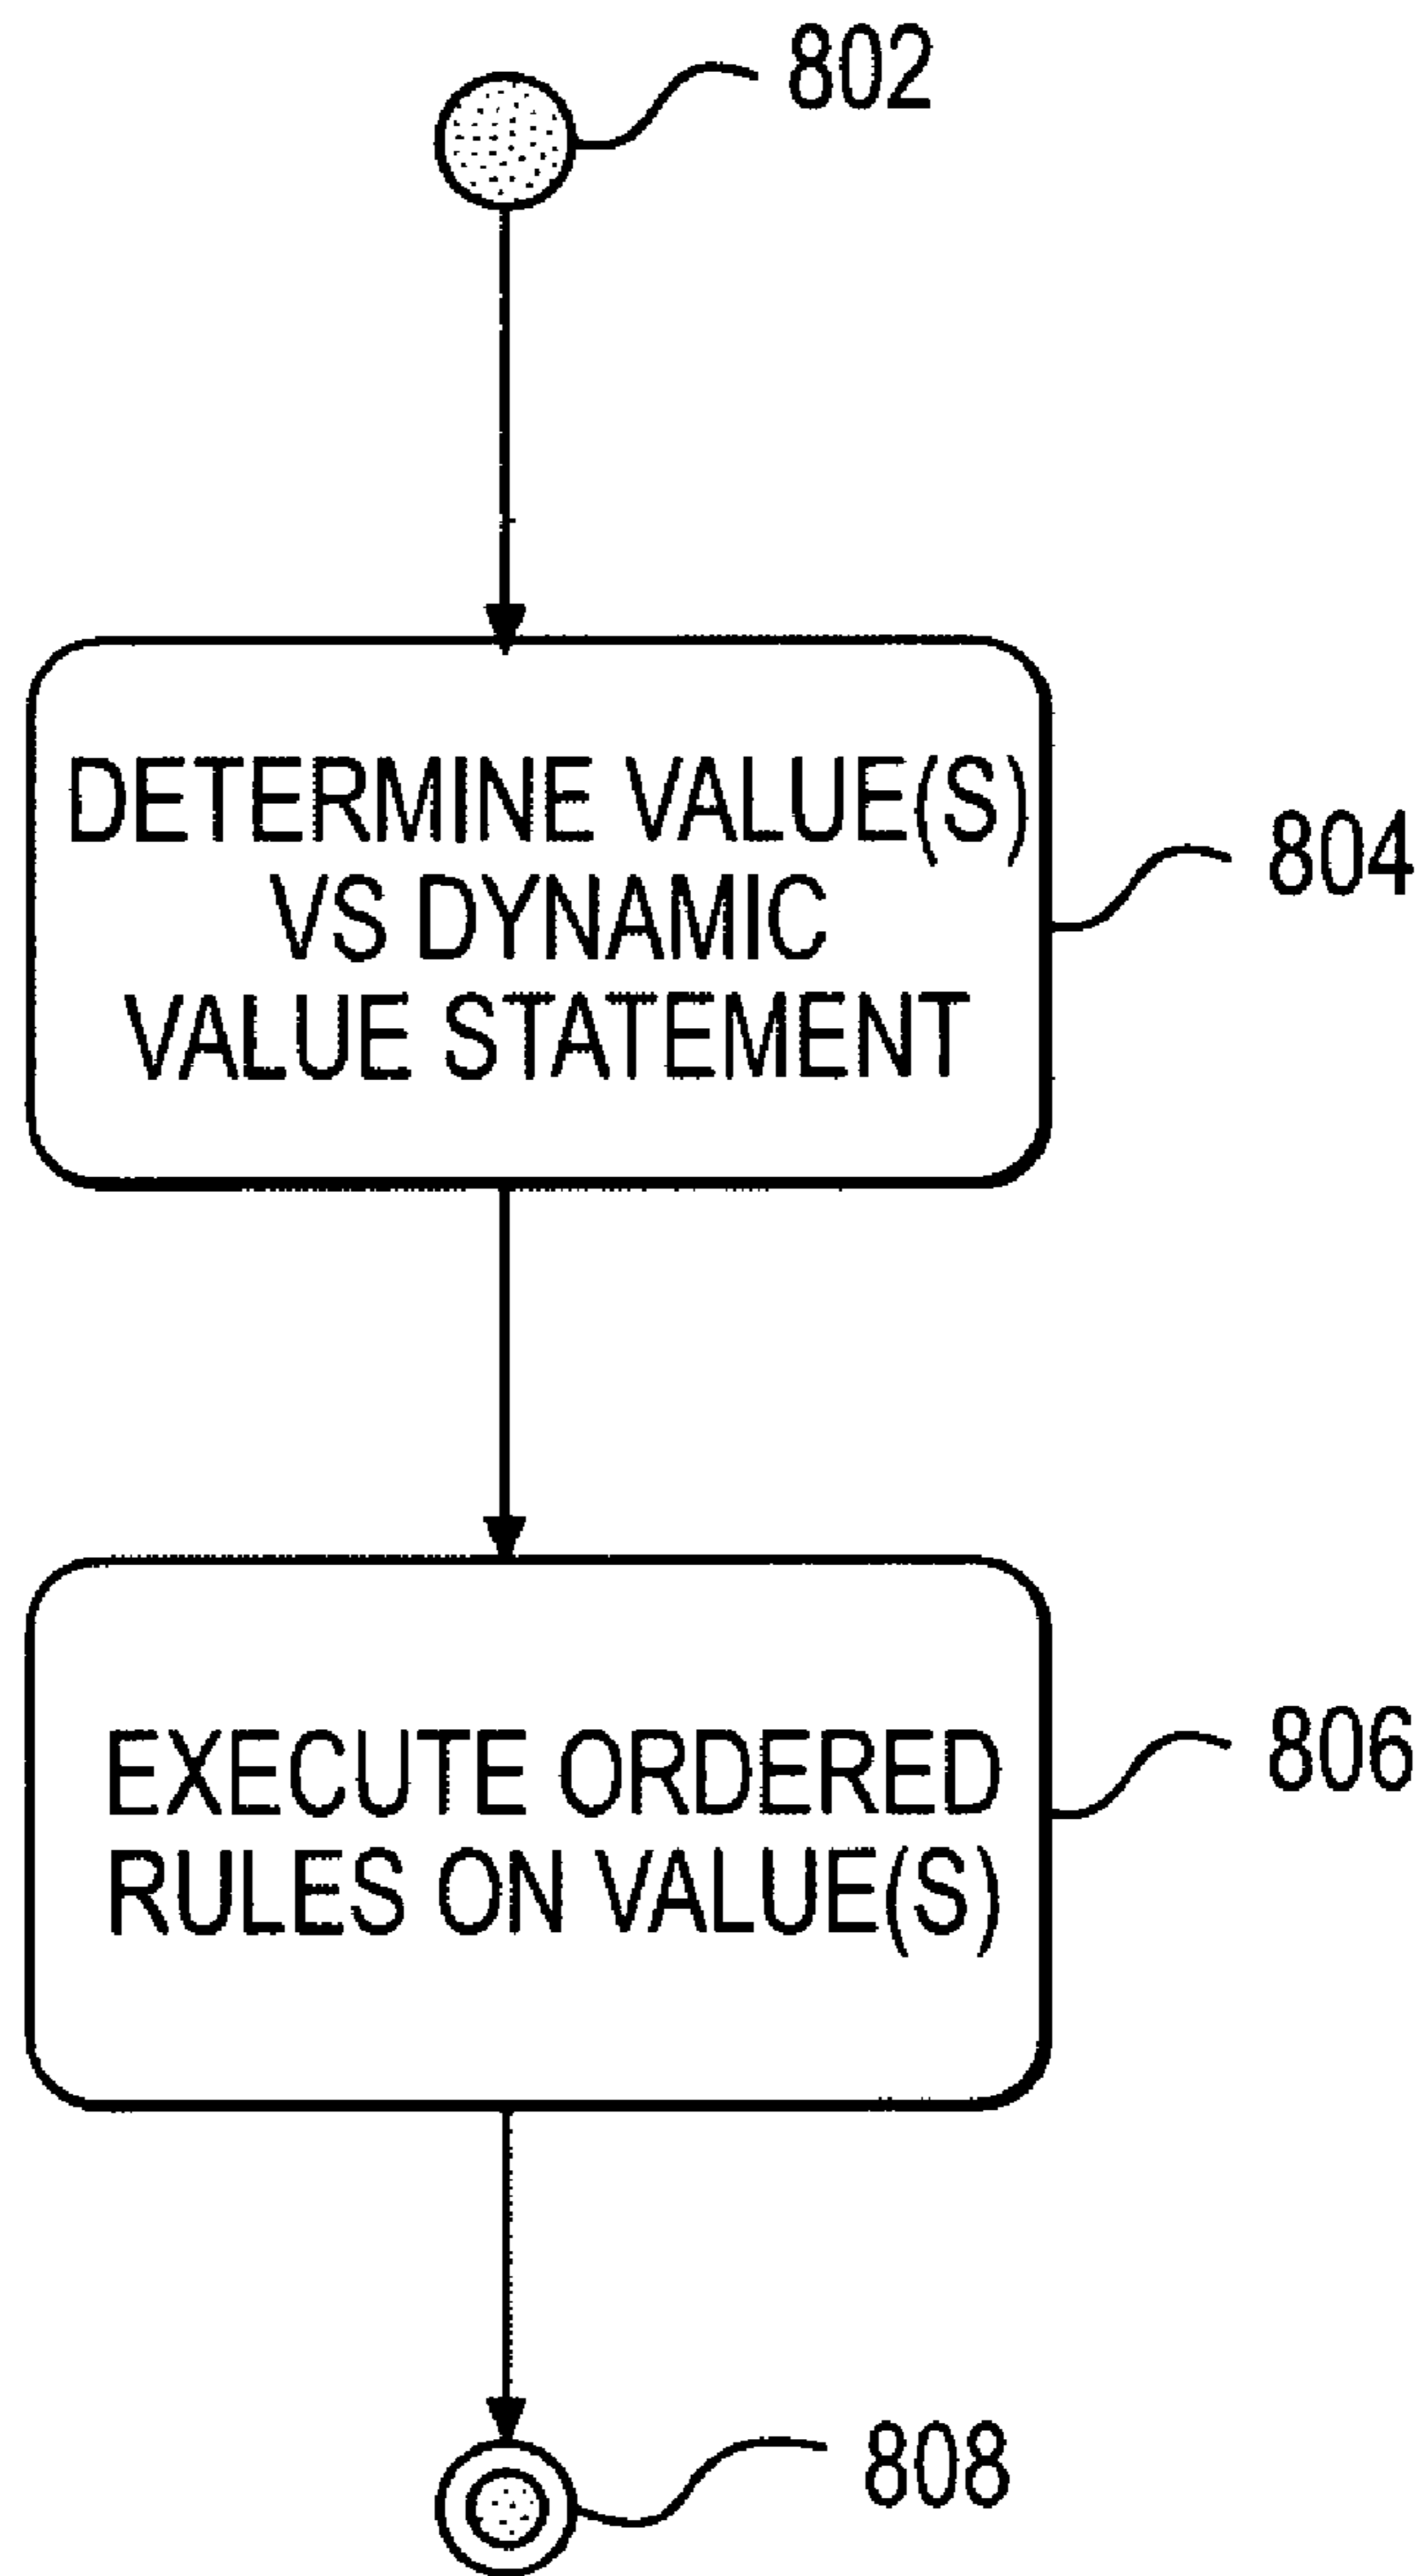 802
DETERMINE VALUE(S)
VS DYNAMIC
VALUE STATEMENT
804
EXECUTE ORDERED
RULES ON VALUE(S)
806
808